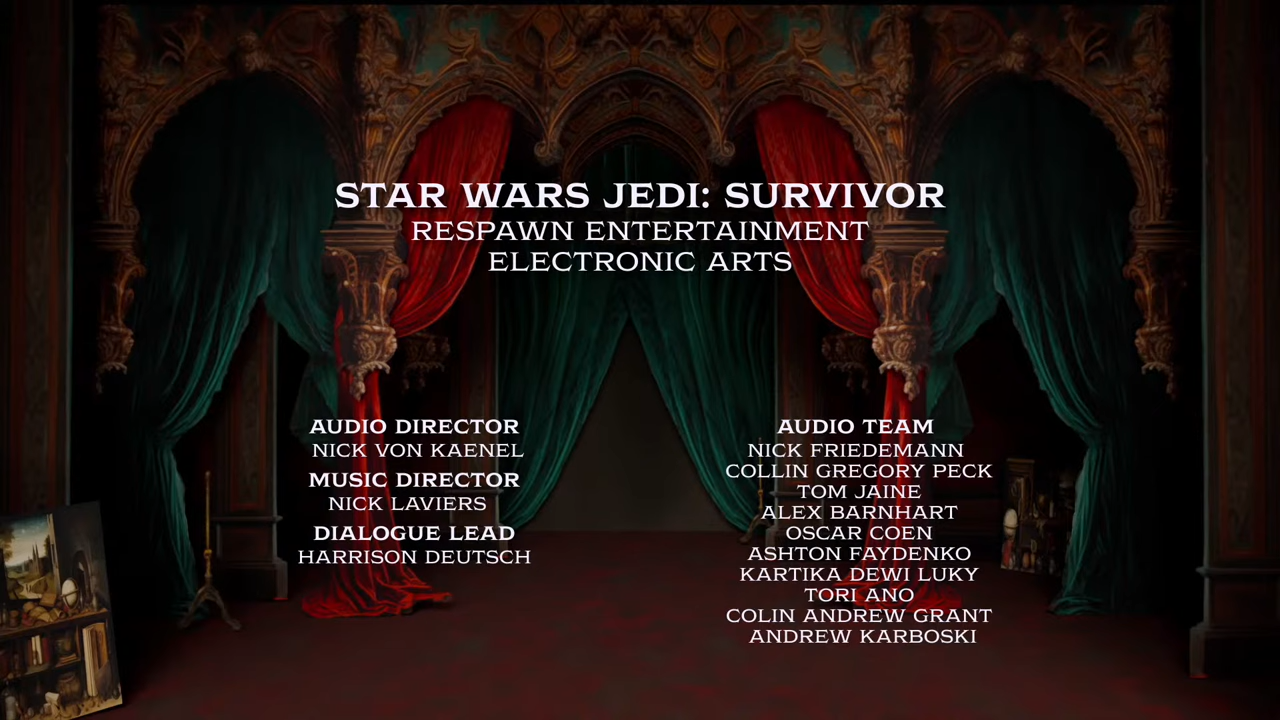 STAR WARS JEDI: SURVIVOR
RESPAWN ENTERTAINMENT
ELECTRONIC ARTS
AUDIO DIRECTOR
NICK VON KAENEL
MUSIC DIRECTOR
NICK LAVIERS
DIALOGUE LEAD
HARRISON DEUTSCH
AUDIO TEAM
NICK FRIEDEMANN
COLLIN GREGORY PECK
TOM JAINE
ALEX BARNHART
OSCAR COEN
ASHTON FAYDENKO
KARTIKA DEWI LUKY
TORI ANO
COLIN ANDREW GRANT
ANDREW KARBOSKI